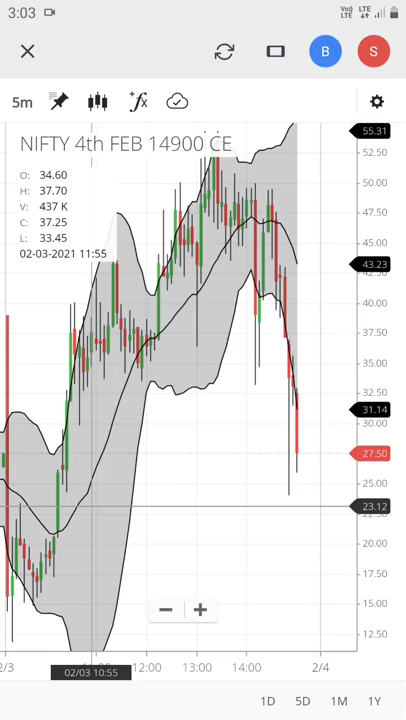 3:03 Vo) LTE LTE
B S
5m fx
NIFTY 4th FEB 14900 CE
O: 34.60
H: 37.70
V: 437 K
C: 37.25
L: 33.45
02-03-2021 11:55
55.31
52.50
50.00
47.50
45.00
43.23
40.00
37.50
35.00
32.50
31.14
30.00
27.50
25.00
23.12
20.00
17.50
15.00
12.50
2/3 12:00 13:00 14:00 2/4
02/03 10:55
1D 5D 1M 1Y